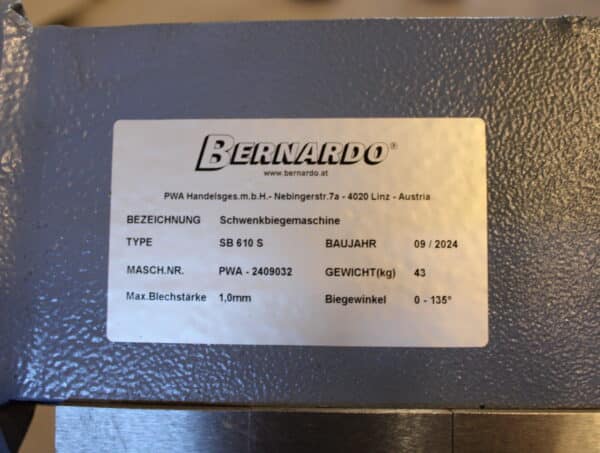 BERNARDO®
www.bernardo.at
PWA Handelsges.m.b.H.- Nebingerstr.7a - 4020 Linz - Austria
BEZEICHNUNG Schwenkbiegemaschine
TYPE SB 610 S BAUJAHR 09 / 2024
MASCH.NR. PWA - 2409032 GEWICHT(kg) 43
Max.Blechstärke 1,0mm Biegewinkel 0 - 135°